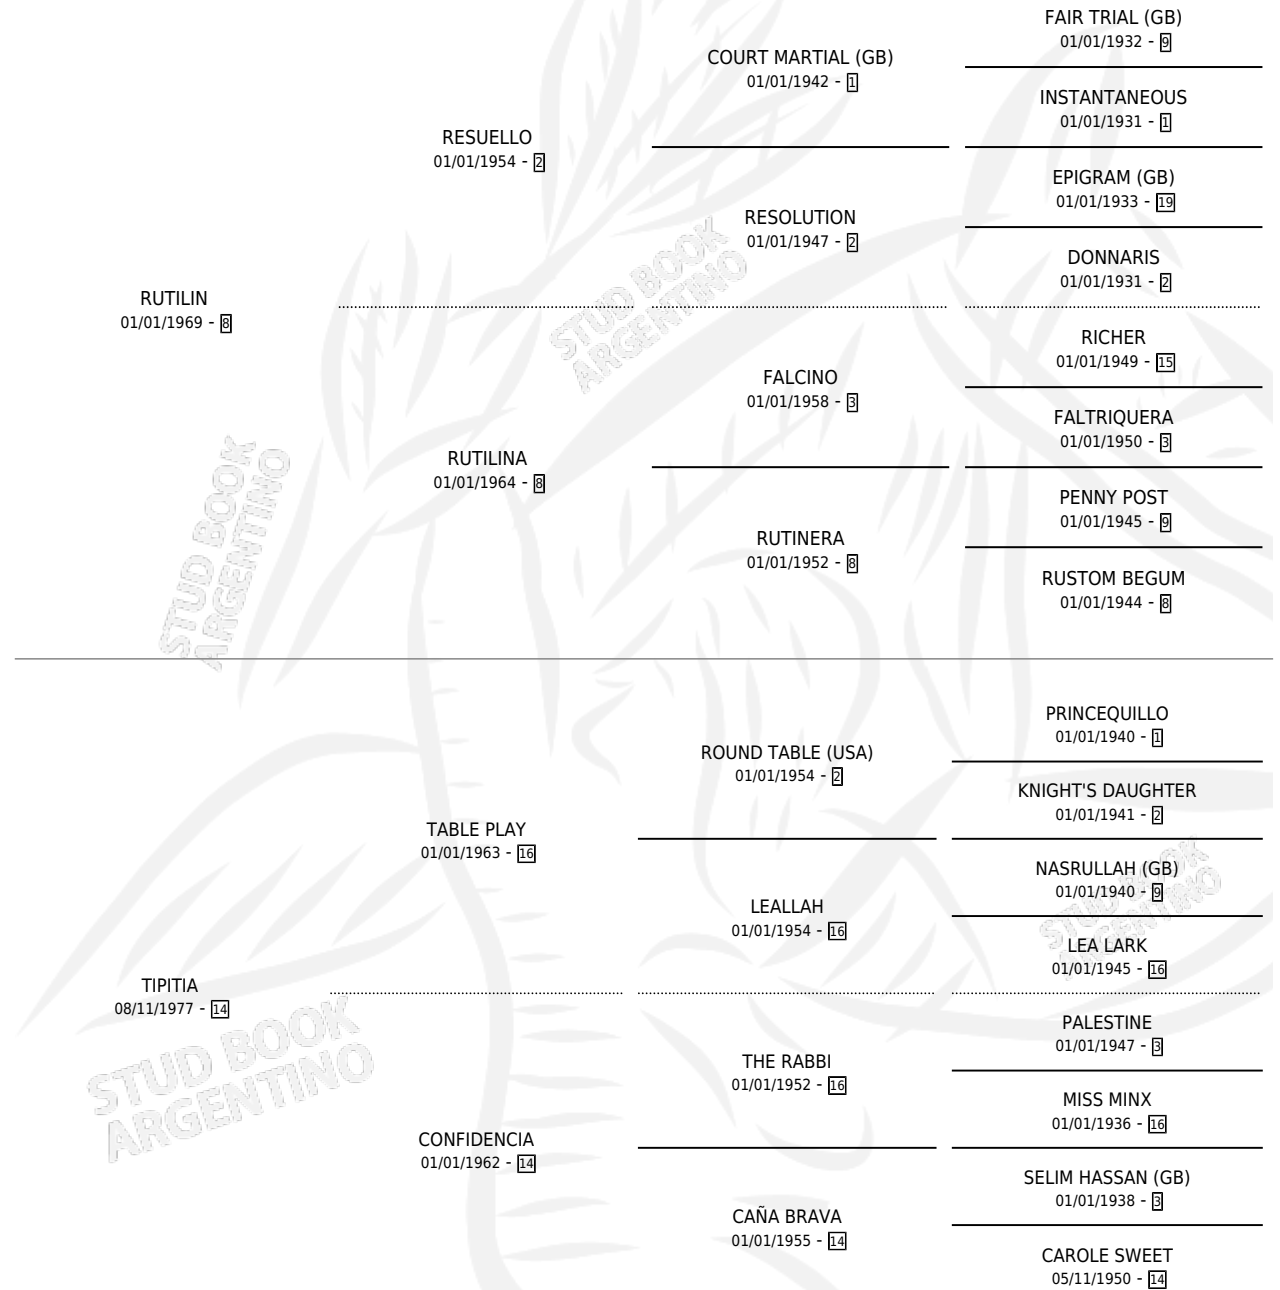 FAIR TRIAL (GB)
01/01/1932 - 9
COURT MARTIAL (GB)
01/01/1942 - 1
INSTANTANEOUS
01/01/1931 - 1
RESUELLO
01/01/1954 - 2
EPIGRAM (GB)
01/01/1933 - 19
RESOLUTION
01/01/1947 - 2
DONNARIS
01/01/1931 - 2
RUTILIN
01/01/1969 - 8
RICHER
01/01/1949 - 15
FALCINO
01/01/1958 - 3
FALTRIQUERA
01/01/1950 - 3
RUTILINA
01/01/1964 - 8
PENNY POST
01/01/1945 - 9
RUTINERA
01/01/1952 - 8
RUSTOM BEGUM
01/01/1944 - 8
STUD BOOK
ARGENTINO
STUD BOOK
ARGENTINO
PRINCEQUILLO
01/01/1940 - 1
ROUND TABLE (USA)
01/01/1954 - 2
KNIGHT'S DAUGHTER
01/01/1941 - 2
TABLE PLAY
01/01/1963 - 16
NASRULLAH (GB)
01/01/1940 - 9
LEALLAH
01/01/1954 - 16
LEA LARK
01/01/1945 - 16
STUD BOOK
ARGENTINO
TIPITIA
08/11/1977 - 14
PALESTINE
01/01/1947 - 3
THE RABBI
01/01/1952 - 16
MISS MINX
01/01/1936 - 16
CONFIDENCIA
01/01/1962 - 14
SELIM HASSAN (GB)
01/01/1938 - 3
CAÑA BRAVA
01/01/1955 - 14
CAROLE SWEET
05/11/1950 - 14
STUD BOOK
ARGENTINO